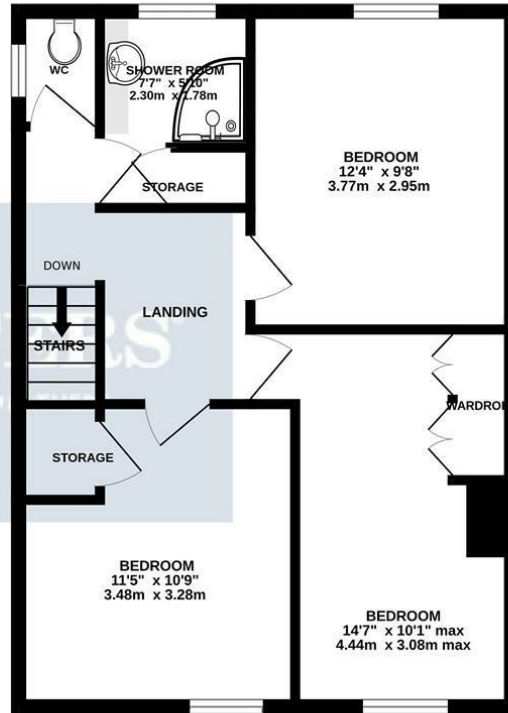 WC
SHOWER ROOM
7'7" x 5'10"
2.30m x 1.78m
STORAGE
BEDROOM
12'4" x 9'8"
3.77m x 2.95m
DOWN
LANDING
STAIRS
ERS
WARDROB
STORAGE
BEDROOM
11'5" x 10'9"
3.48m x 3.28m
BEDROOM
14'7" x 10'1" max
4.44m x 3.08m max